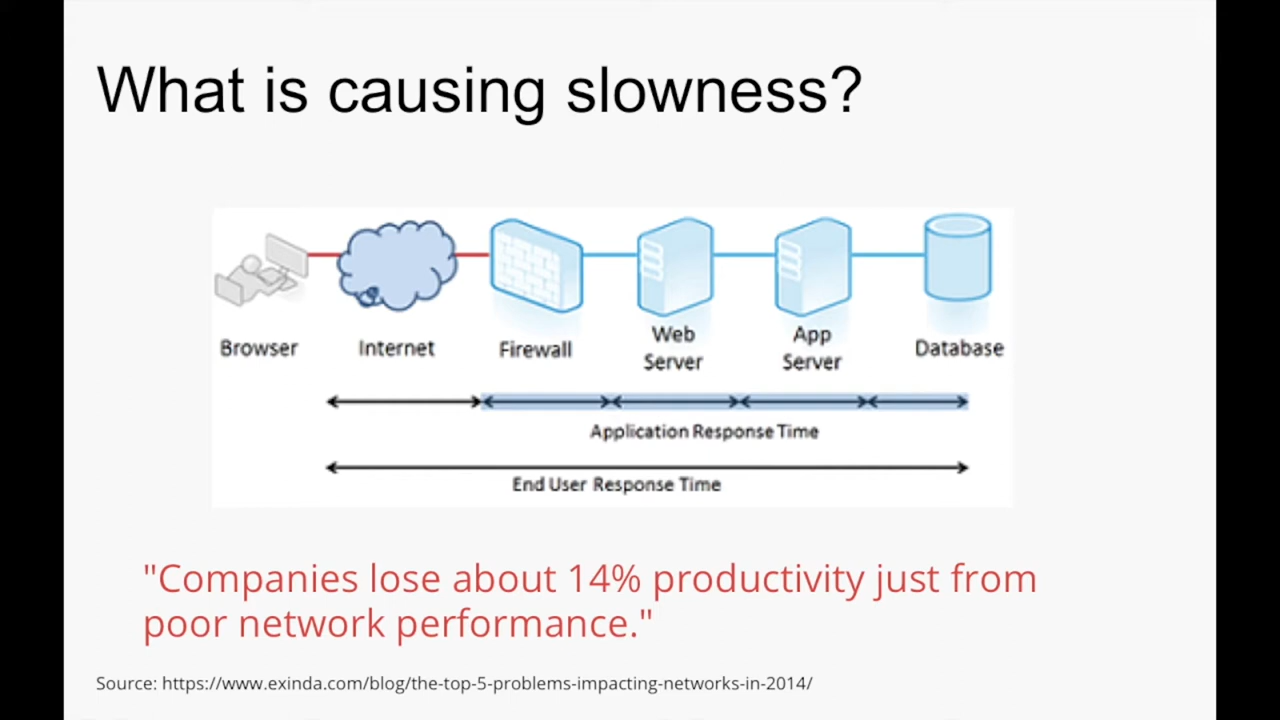 What is causing slowness?
Browser
Internet
Firewall
Web
Server
App
Server
Database
Application Response Time
End User Response Time
"Companies lose about 14% productivity just from
poor network performance."
Source: https://www.exinda.com/blog/the-top-5-problems-impacting-networks-in-2014/